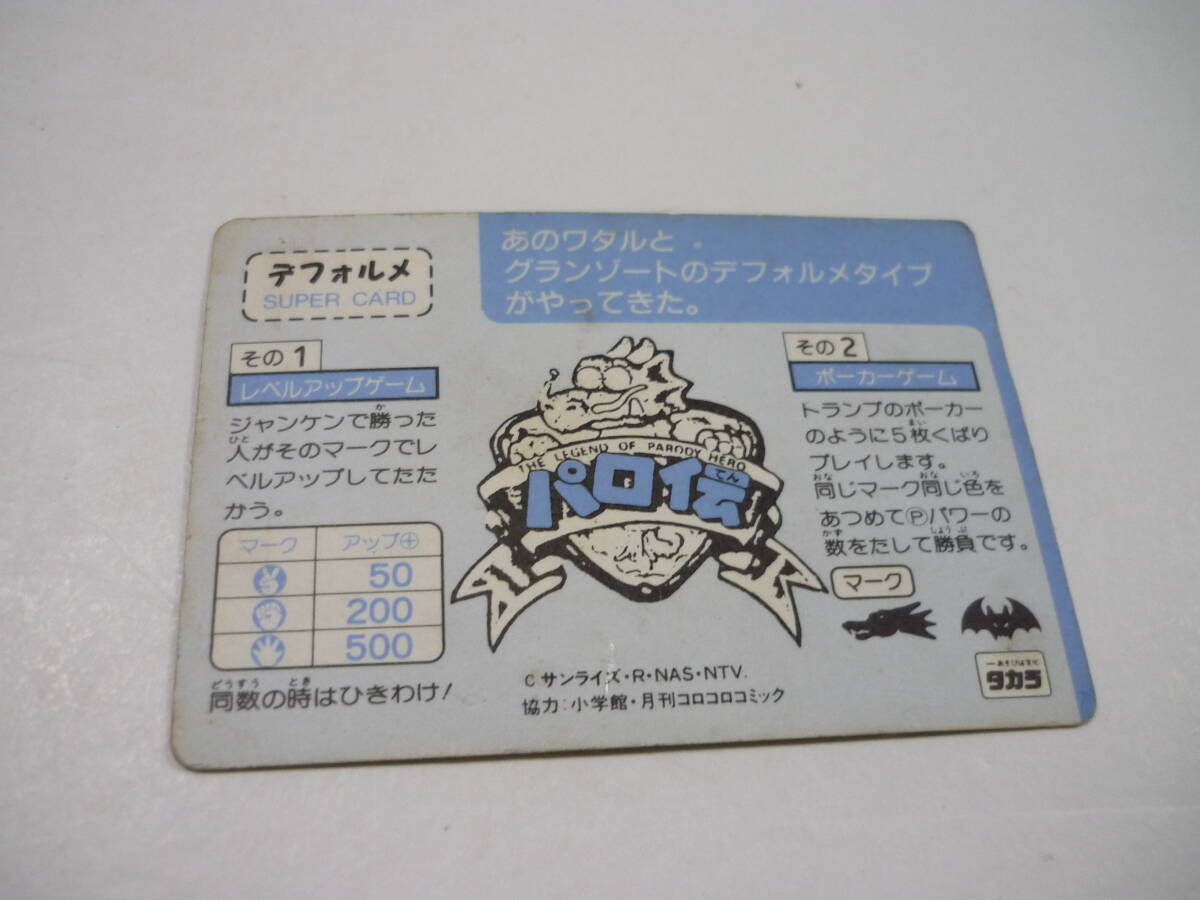 デフォルメ
SUPER CARD
あのワタルと
グランゾートのデフォルメタイプ
がやってきた。
その1
レベルアップゲーム
ジャンケンで勝った
人がそのマークでレ
ベルアップしてたた
かう。
マーク アップ⊕
50
200
500
同数の時はひきわけ!
THE LEGEND OF PARODY HERO
パロ伝
C サンライズ・R・NAS・NTV.
協力:小学館・月刊コロコロコミック
その2
ポーカーゲーム
トランプのポーカー
のように5枚くばり
プレイします。
同じマーク同じ色を
あつめてⓅパワーの
数をたして勝負です。
マーク
あそびは文化
タカラ